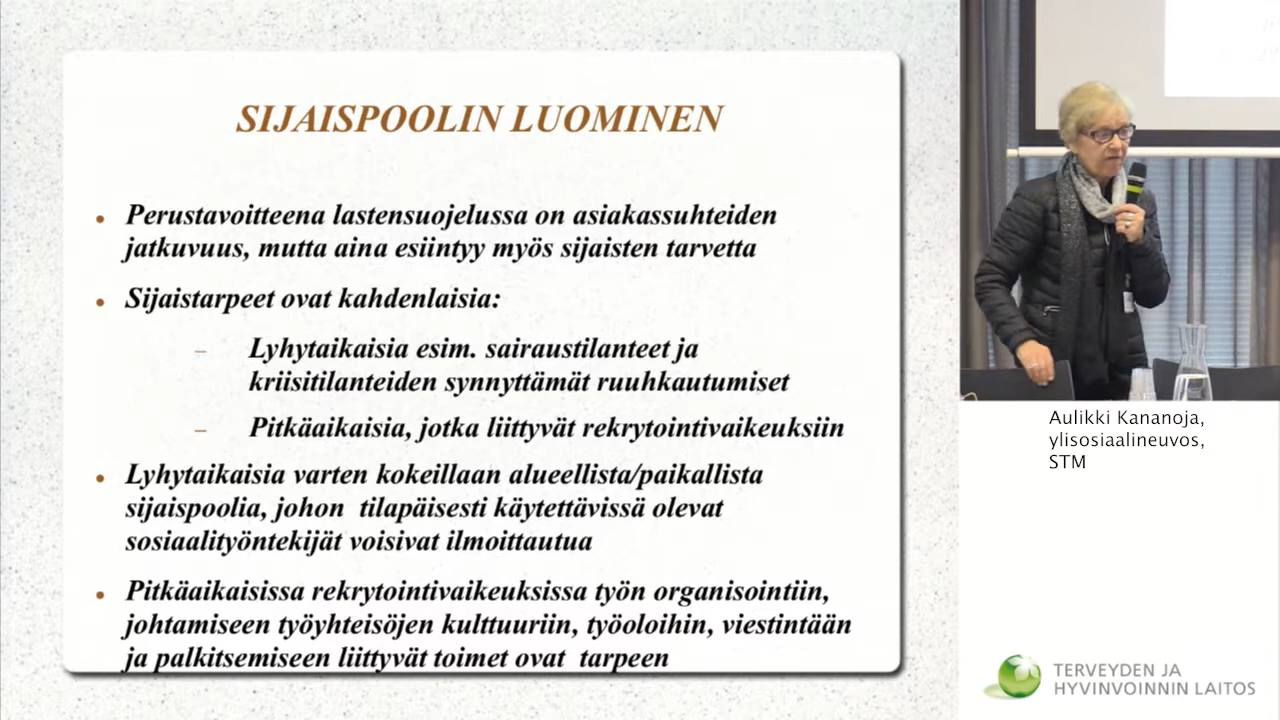 SIJAISPOOLIN LUOMINEN
Perustavoitteena lastensuojelussa on asiakassuhteiden
jatkuvuus, mutta aina esiintyy myös sijaisten tarvetta
Sijaistarpeet ovat kahdenlaisia:
Lyhytaikaisia esim. sairaustilanteet ja
kriisitilanteiden synnyttämät ruuhkautumiset
Pitkäaikaisia, jotka liittyvät rekrytointivaikeuksiin
Lyhytaikaisia varten kokeillaan alueellista/paikallista
sijaispoolia, johon tilapäisesti käytettävissä olevat
sosiaalityöntekijät voisivat ilmoittautua
Pitkäaikaisissa rekrytointivaikeuksissa työn organisointiin,
johtamiseen työyhteisöjen kulttuuriin, työoloihin, viestintään
ja palkitsemiseen liittyvät toimet ovat tarpeen
Aulikki Kananoja,
ylisosiaalineuvos,
STM
TERVEYDEN JA
HYVINVOINNIN LAITOS